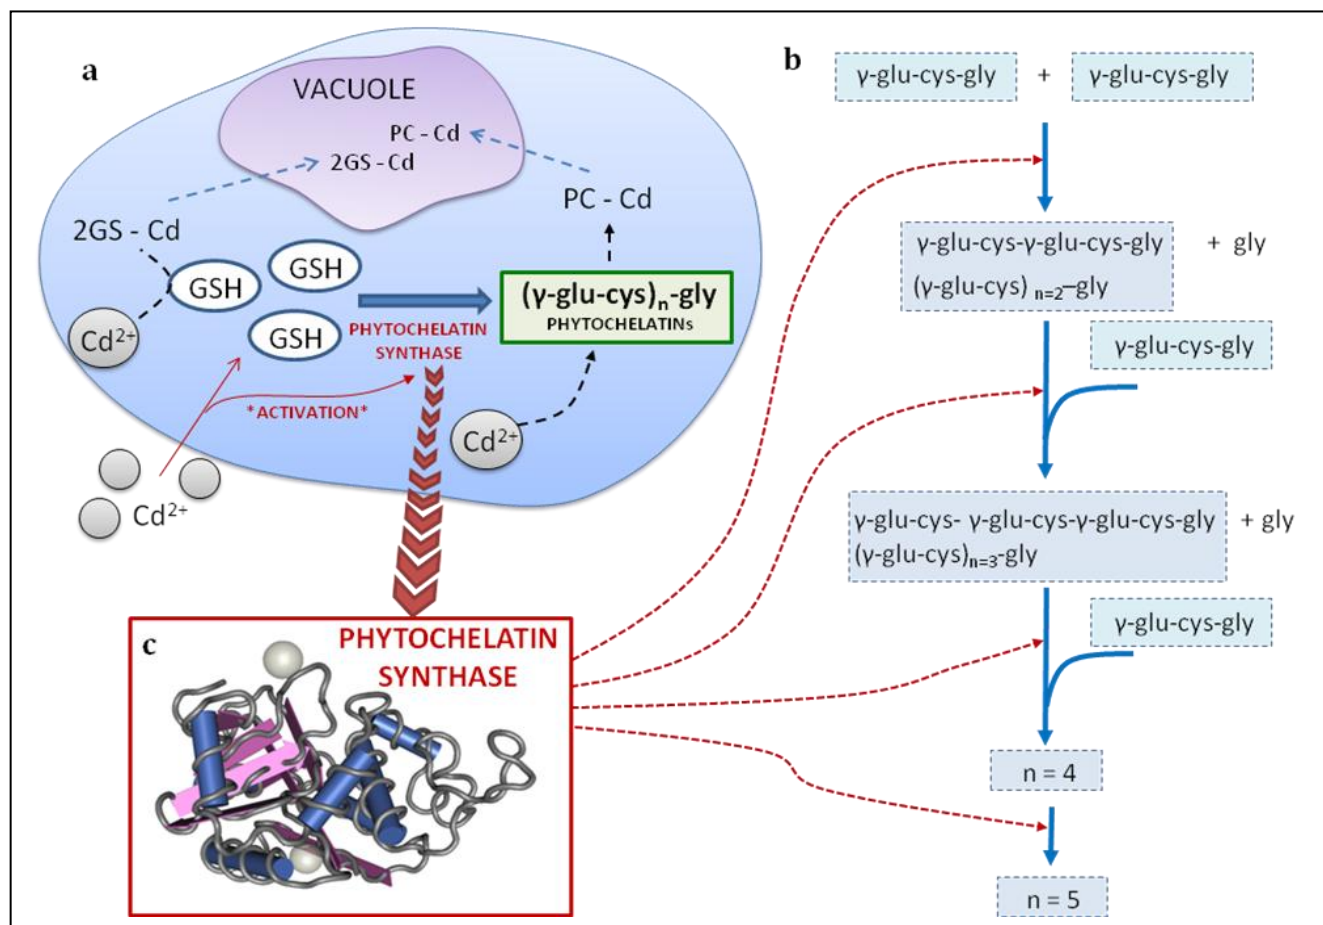 a
VACUOLE
PC - Cd
2GS - Cd
PC - Cd
2GS - Cd
GSH
GSH
GSH
(γ-glu-cys)n-gly
PHYTOCHELATINs
PHYTOCHELATIN
SYNTHASE
Cd2+
*ACTIVATION*
Cd2+
Cd2+
b
γ-glu-cys-gly + γ-glu-cys-gly
γ-glu-cys-γ-glu-cys-gly + gly
(γ-glu-cys) n=2–gly
γ-glu-cys-gly
γ-glu-cys- γ-glu-cys-γ-glu-cys-gly + gly
(γ-glu-cys)n=3-gly
γ-glu-cys-gly
n = 4
n = 5
c
PHYTOCHELATIN
SYNTHASE